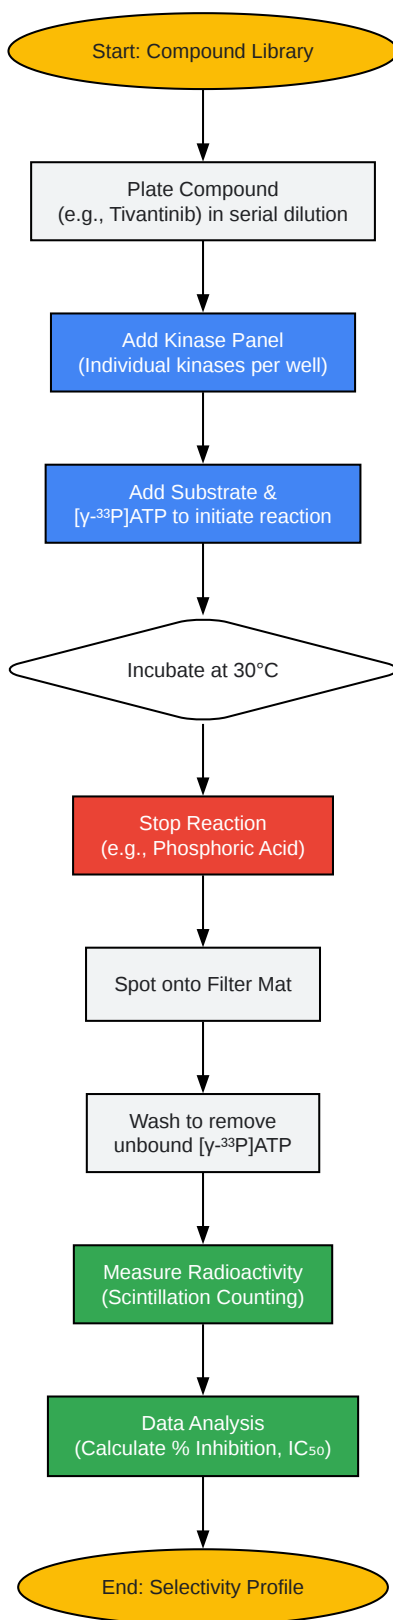 Start: Compound Library
Plate Compound
(e.g., Tivantinib) in serial dilution
Add Kinase Panel
(Individual kinases per well)
Add Substrate &
[γ-³³P]ATP to initiate reaction
Incubate at 30°C
Stop Reaction
(e.g., Phosphoric Acid)
Spot onto Filter Mat
Wash to remove
unbound [γ-³³P]ATP
Measure Radioactivity
(Scintillation Counting)
Data Analysis
(Calculate % Inhibition, IC₅₀)
End: Selectivity Profile